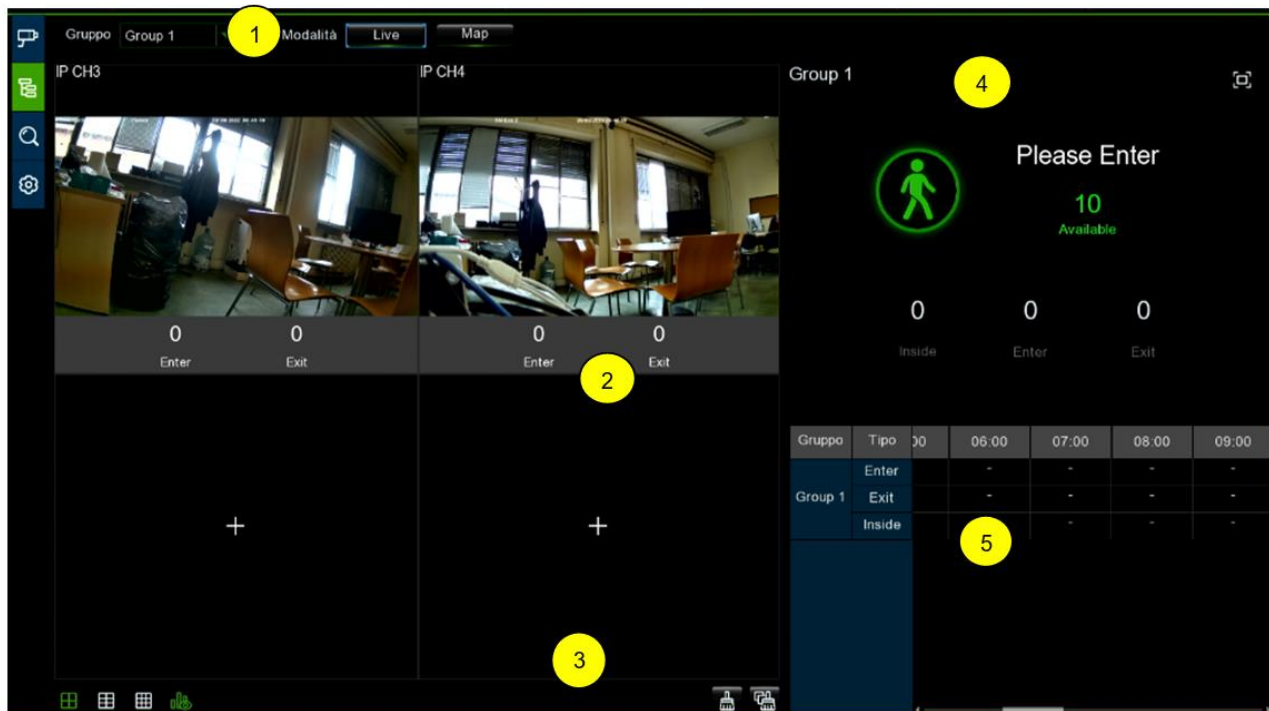 Gruppo Group 1 1 Modalità Live Map
IP CH3 IP CH4
Group 1 4
Please Enter
10
Available
0 0 0 0
Enter Exit Enter Exit
2
0 0 0
Inside Enter Exit
Gruppo Tipo 00 06:00 07:00 08:00 09:00
Enter - - - -
Group 1 Exit - - - -
Inside - - -
5
+ +
3